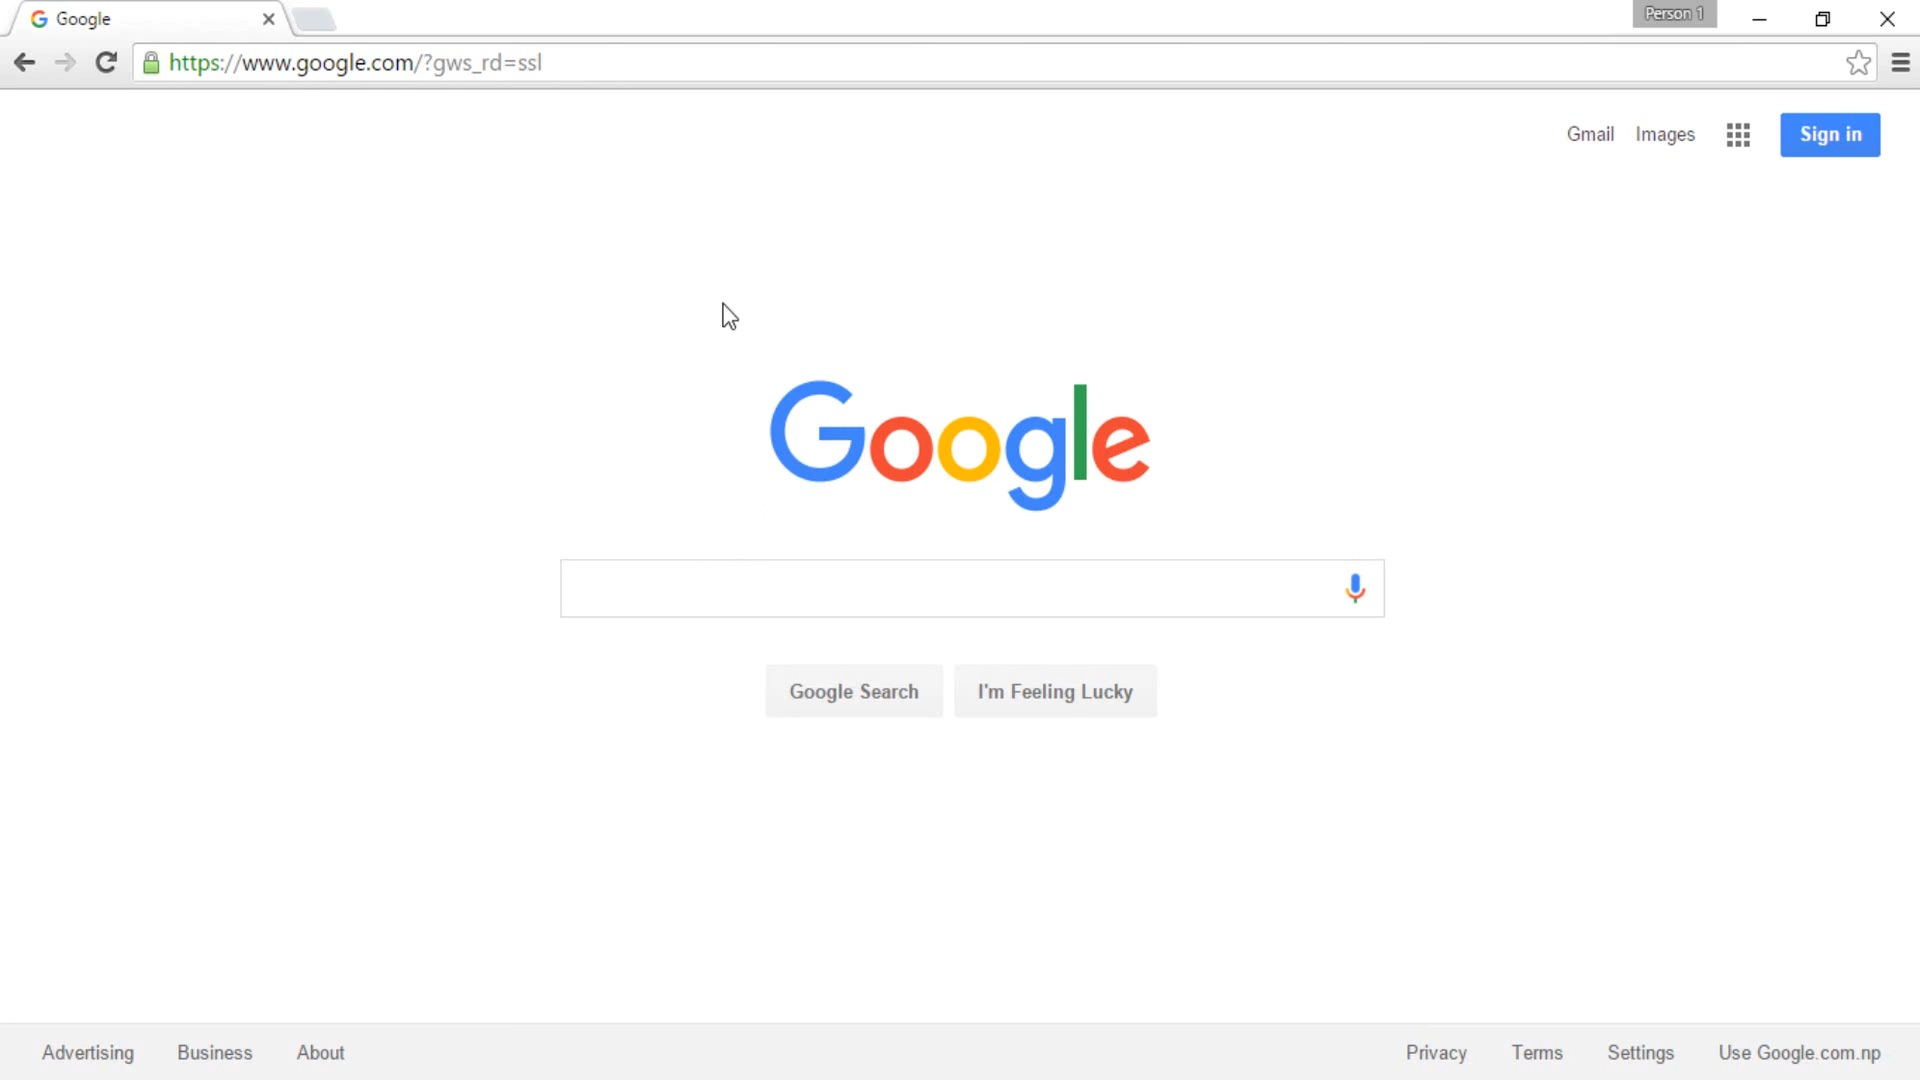 Google
Person 1
https://www.google.com/?gws_rd=ssl
Gmail Images Sign in
Google
Google Search I'm Feeling Lucky
Advertising Business About Privacy Terms Settings Use Google.com.np